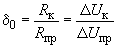 δ₀ = Rк / Rпр = ΔUк / ΔUпр